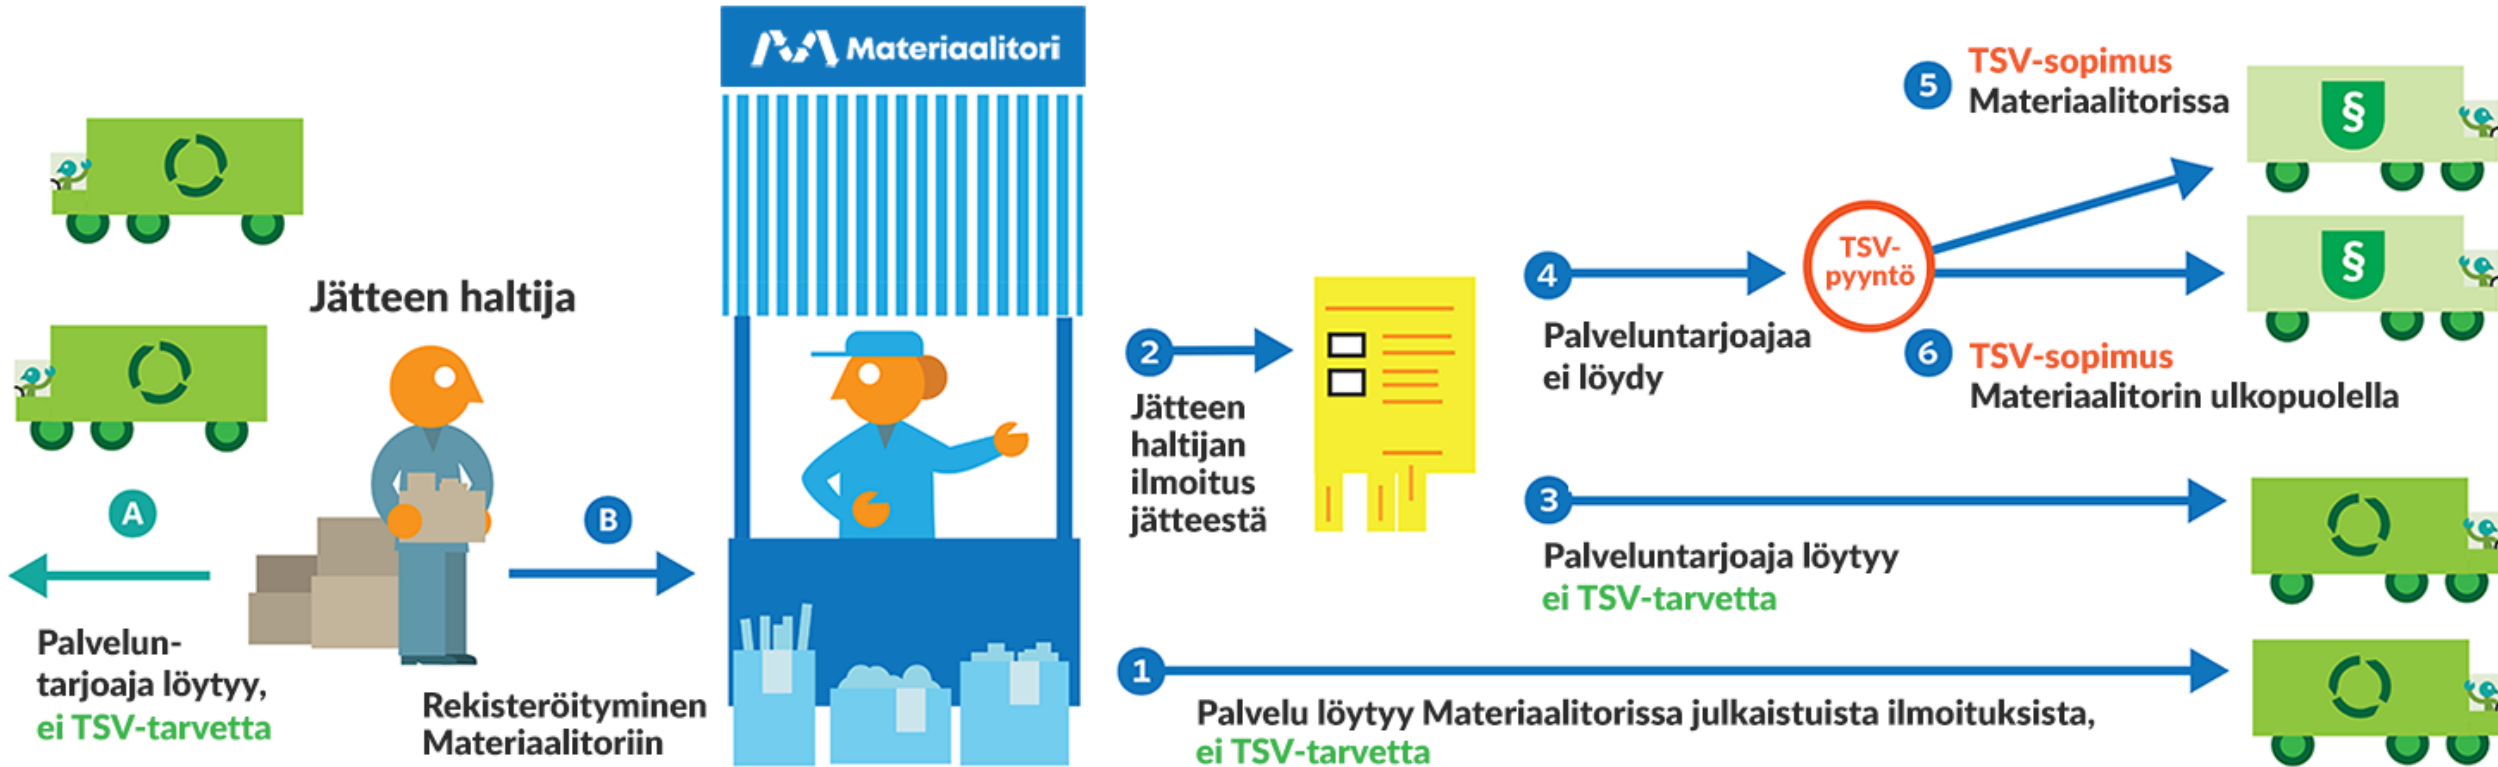 Materiaalitori
Jätteen haltija
A
Palvelun-
tarjoaja löytyy,
ei TSV-tarvetta
B
Rekisteröityminen
Materiaalitoriin
1
Palvelu löytyy Materiaalitorissa julkaistuista ilmoituksista,
ei TSV-tarvetta
2
Jätteen
haltijan
ilmoitus
jätteestä
3
Palveluntarjoaja löytyy
ei TSV-tarvetta
4
Palveluntarjoajaa
ei löydy
TSV-
pyyntö
5
TSV-sopimus
Materiaalitorissa
§
6
TSV-sopimus
Materiaalitorin ulkopuolella
§